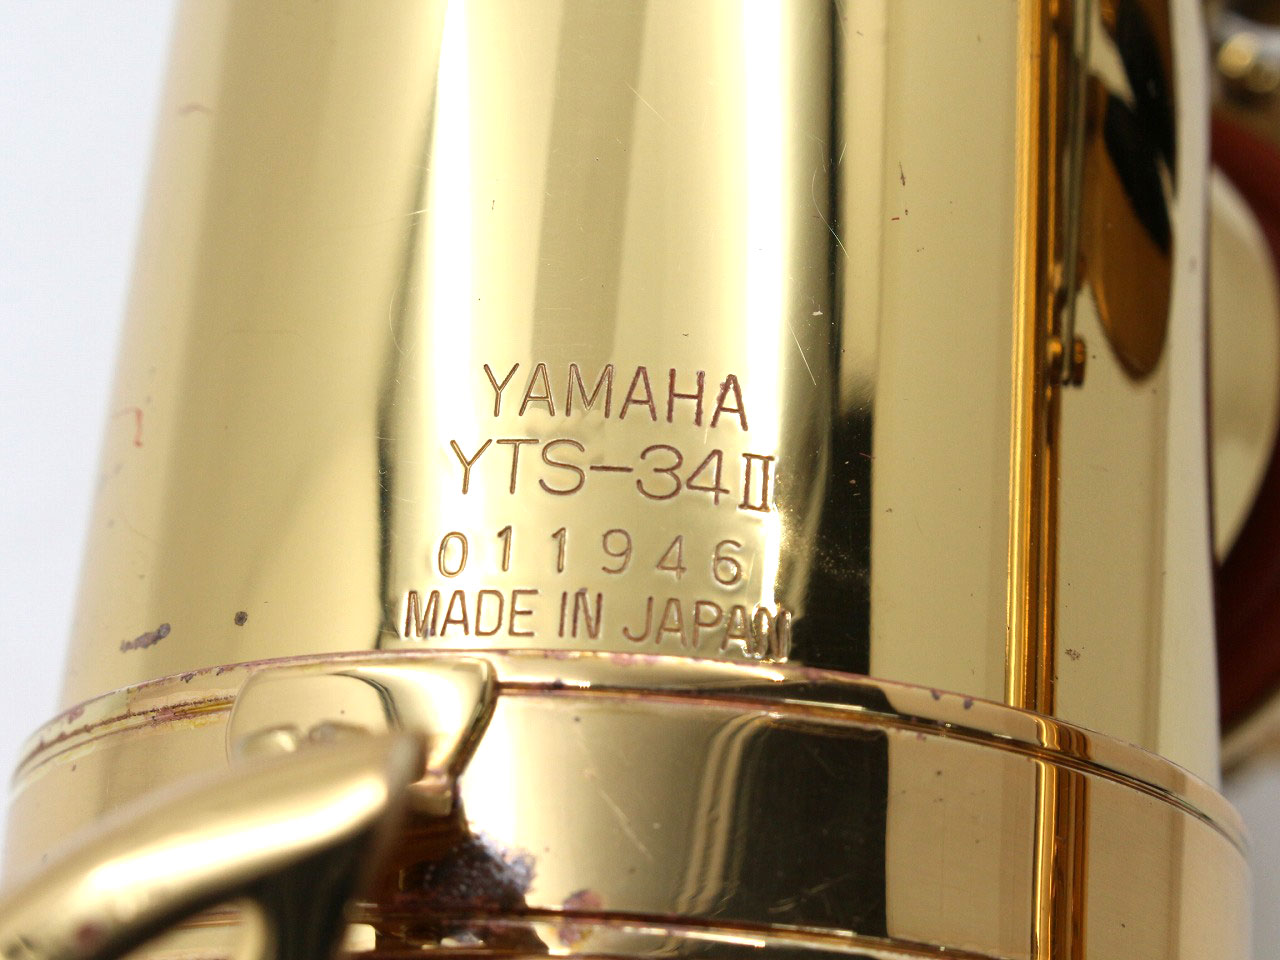 YAMAHA
YTS-34II
011946
MADE IN JAPAN